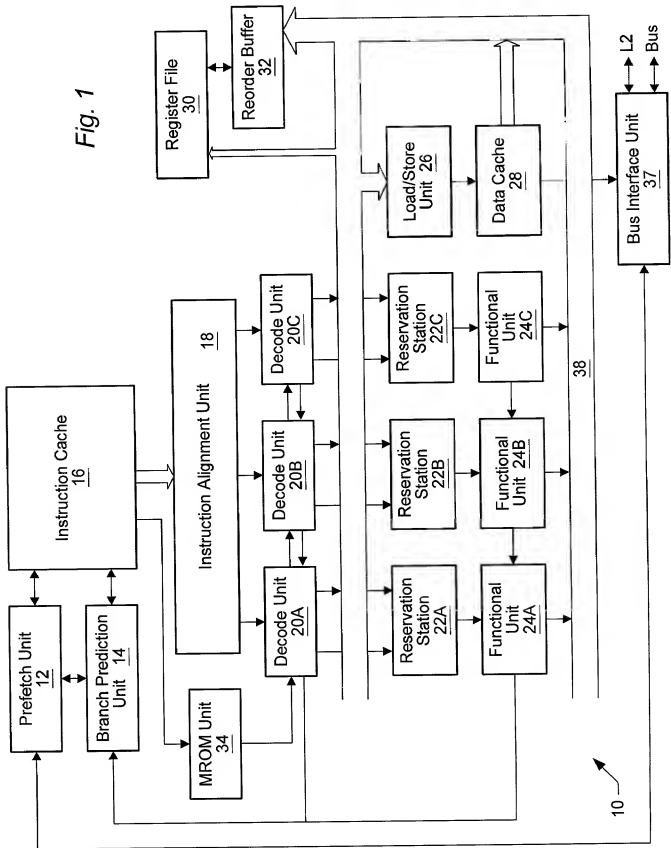 Fig. 1
Register File
30
Reorder Buffer
32
Instruction Cache
16
Prefetch Unit
12
Branch Prediction
Unit 14
Instruction Alignment Unit 18
MROM Unit
34
Decode Unit
20A
Decode Unit
20B
Decode Unit
20C
Load/Store
Unit 26
Data Cache
28
Reservation
Station
22A
Reservation
Station
22B
Reservation
Station
22C
Functional
Unit
24A
Functional
Unit 24B
Functional
Unit 24C
38
L2
Bus
Bus Interface Unit
37
10